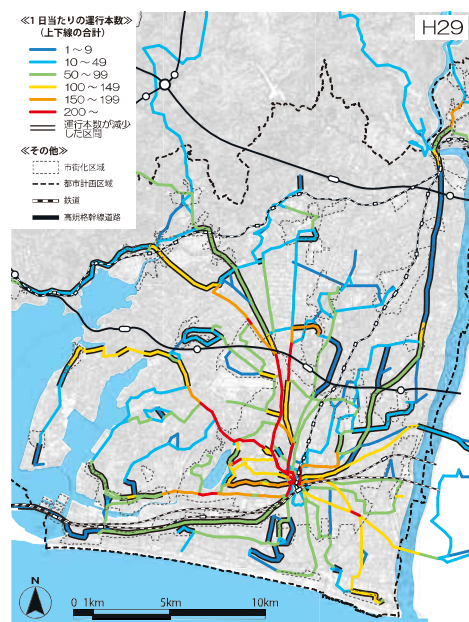 ≪1日当たりの運行本数≫
(上下線の合計)
1～9
10～49
50～99
100～149
150～199
200～
運行本数が減少
した区間
≪その他≫
市街化区域
都市計画区域
鉄道
高規格幹線道路
H29
N
0 1km 5km 10km